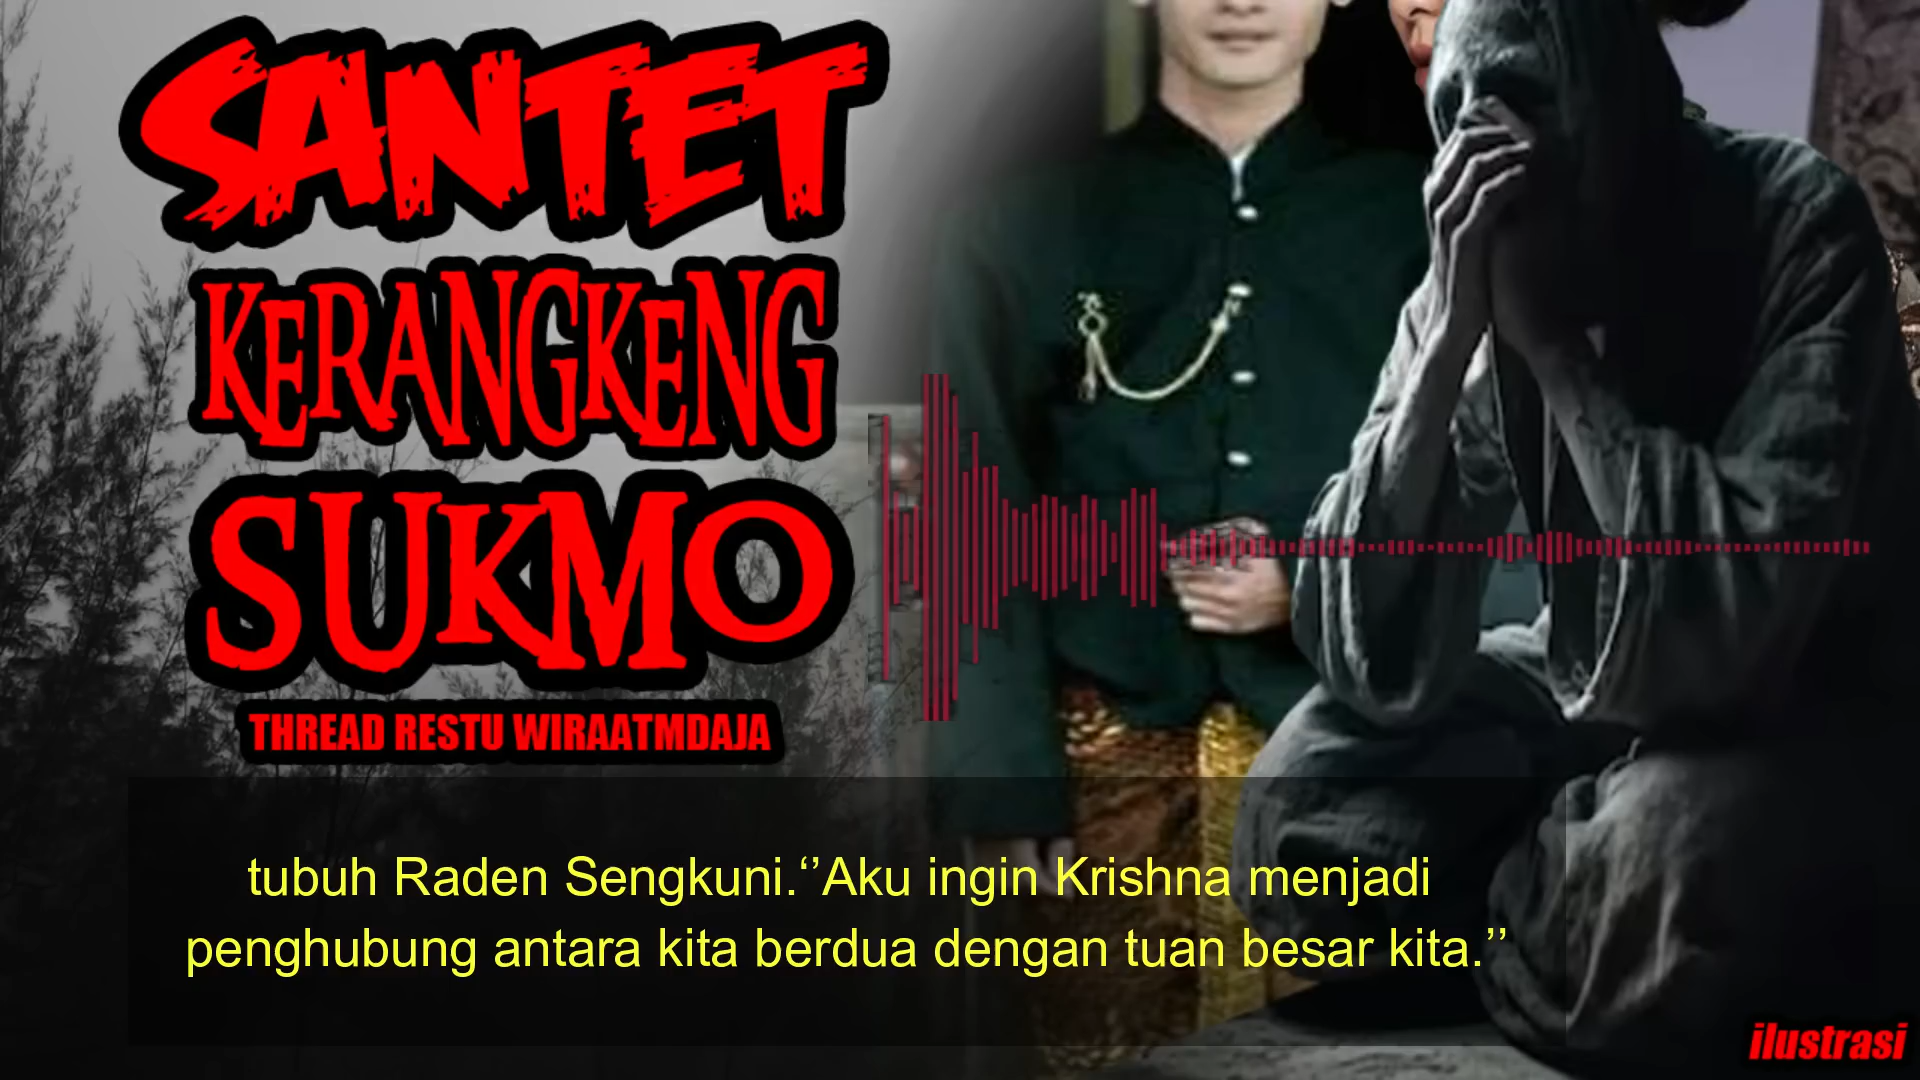 SANTET
KERANGKENG
SUKMO
THREAD RESTU WIRAATMDAJA
tubuh Raden Sengkuni.‘’Aku ingin Krishna menjadi
penghubung antara kita berdua dengan tuan besar kita.’’
ilustrasi